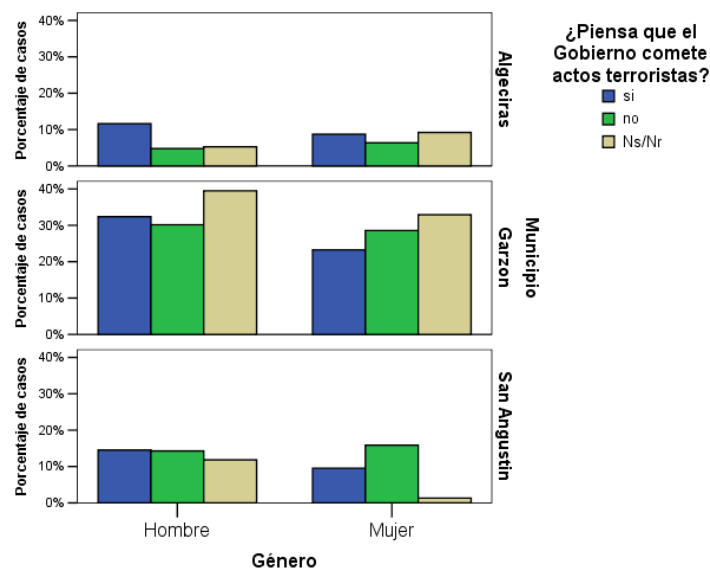 ¿Piensa que el
Gobierno comete
actos terroristas?
si
no
Ns/Nr
Porcentaje de casos
40%
30%
20%
10%
0%
Algeciras
Porcentaje de casos
40%
30%
20%
10%
0%
Garzon
Municipio
Porcentaje de casos
40%
30%
20%
10%
0%
San Angustin
Hombre
Mujer
Género